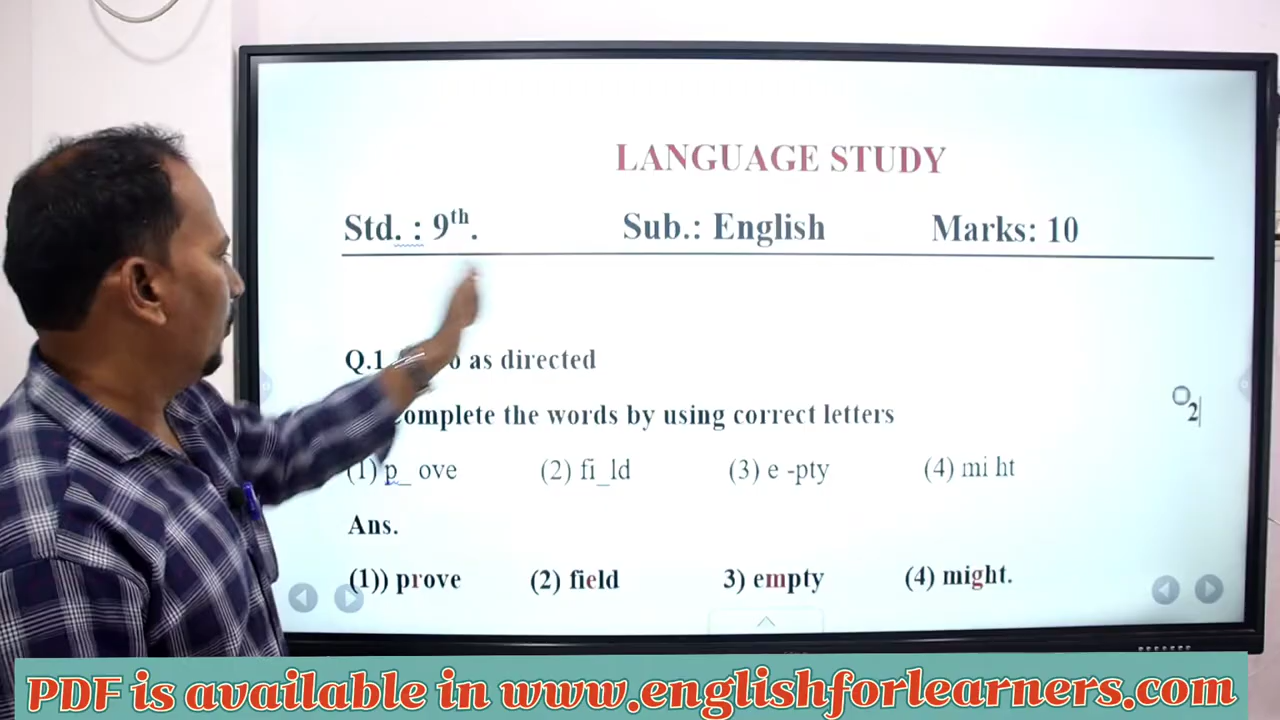 LANGUAGE STUDY
Std. : 9th. Sub.: English Marks: 10
Q.1 as directed
omplete the words by using correct letters
2
(1) p_ ove (2) fi_ld (3) e -pty (4) mi ht
Ans.
(1)) prove (2) field 3) empty (4) might.
PDF is available in www.englishforlearners.com